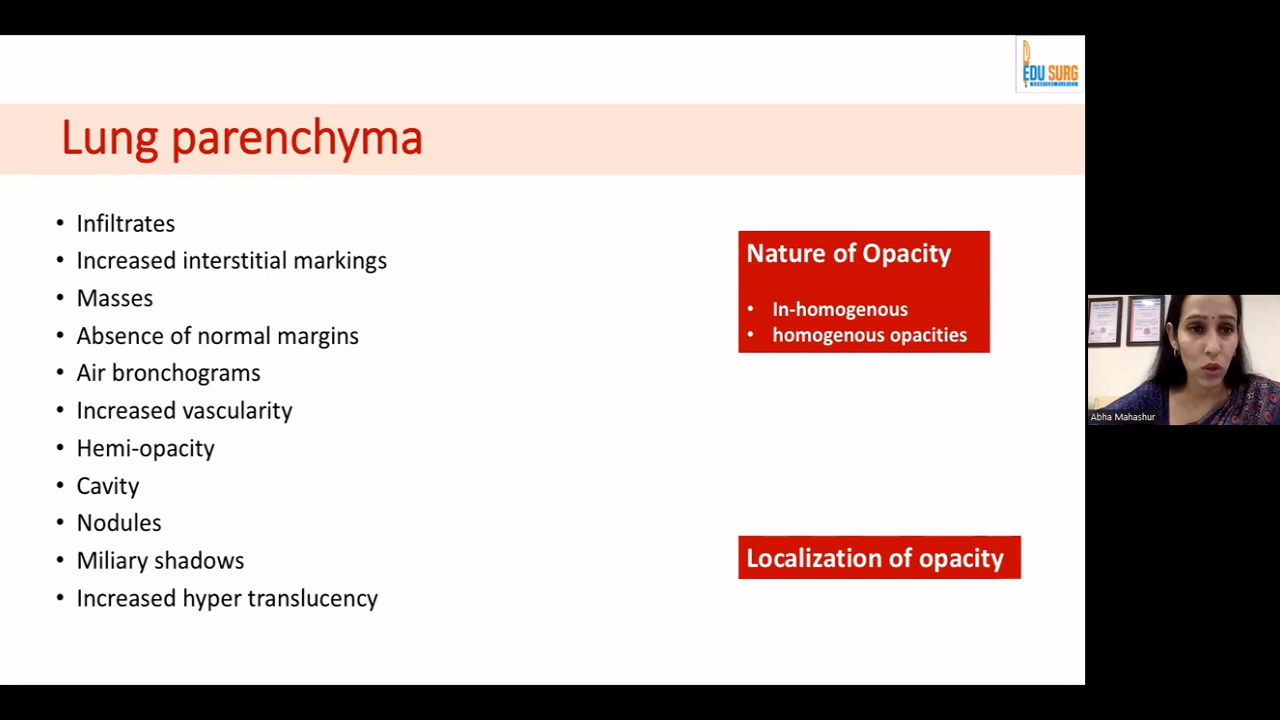 EDU SURG
SURGICAL CLINICS
Lung parenchyma
• Infiltrates
• Increased interstitial markings
• Masses
• Absence of normal margins
• Air bronchograms
• Increased vascularity
• Hemi-opacity
• Cavity
• Nodules
• Miliary shadows
• Increased hyper translucency
Nature of Opacity
• In-homogenous
• homogenous opacities
Localization of opacity
Abha Mahashur